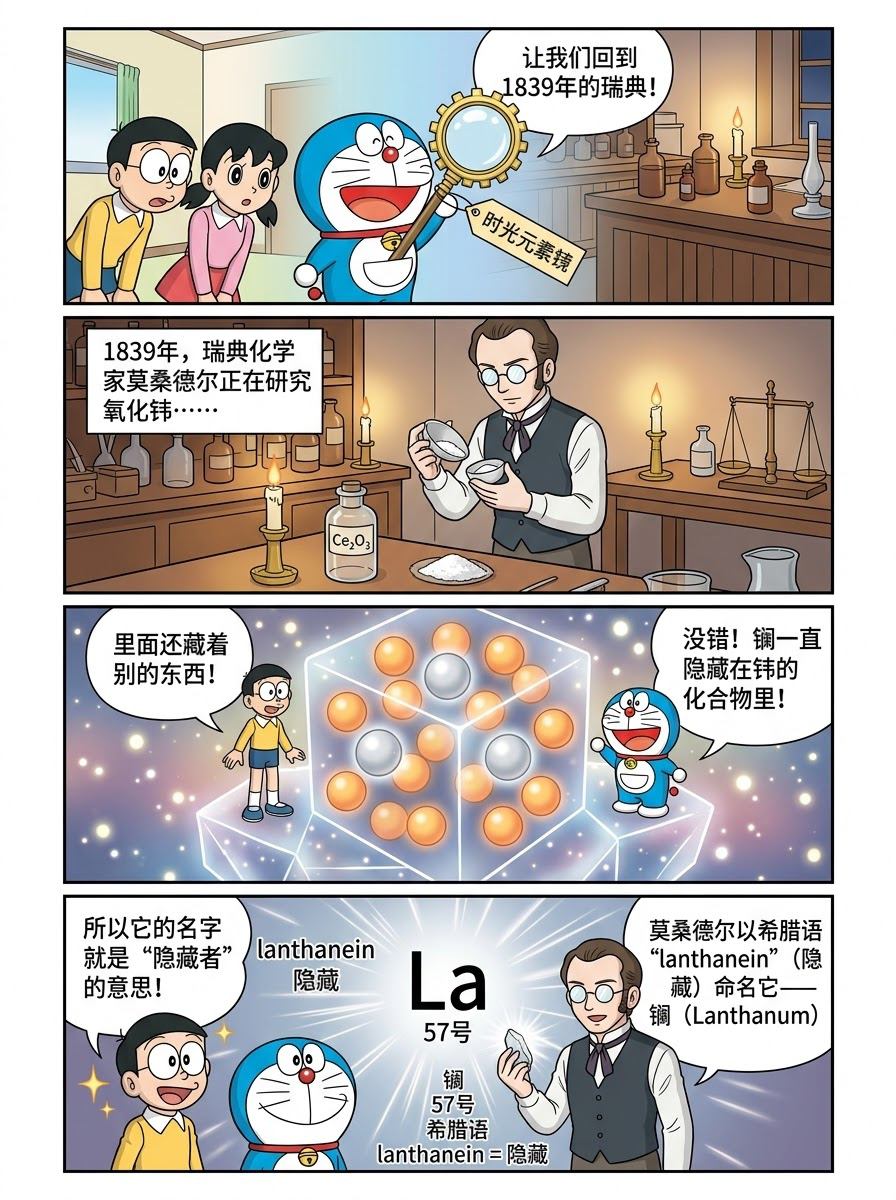 让我们回到
1839年的瑞典！
时光元素镜
1839年，瑞典化学
家莫桑德尔正在研究
氧化铈……
Ce₂O₃
里面还藏着
别的东西！
没错！镧一直
隐藏在铈的
化合物里！
所以它的名字
就是“隐藏者”
的意思！
lanthanein
隐藏
La
57号
镧
57号
希腊语
lanthanein = 隐藏
莫桑德尔以希腊语
“lanthanein”（隐
藏）命名它——
镧（Lanthanum）